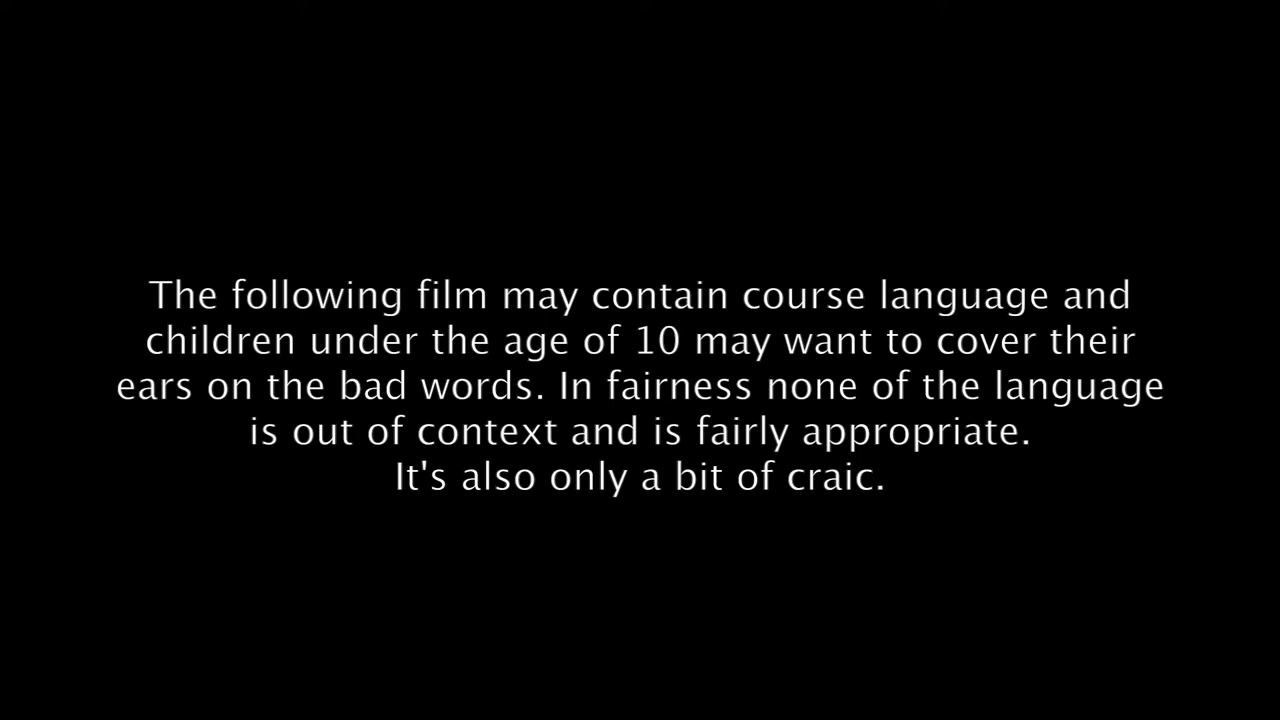 The following film may contain course language and
children under the age of 10 may want to cover their
ears on the bad words. In fairness none of the language
is out of context and is fairly appropriate.
It's also only a bit of craic.